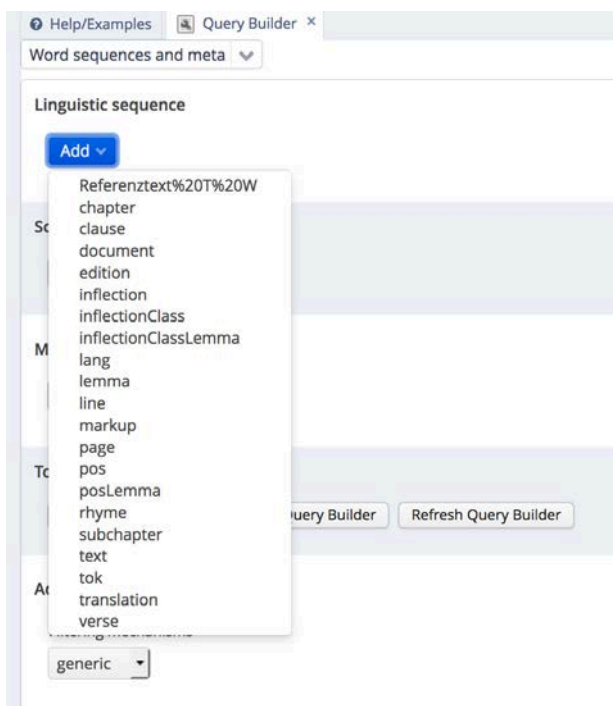 Help/Examples Query Builder ×
Word sequences and meta
Linguistic sequence
Add
Referenztext%20T%20W
chapter
clause
document
edition
inflection
inflectionClass
inflectionClassLemma
lang
lemma
line
markup
page
pos
posLemma
rhyme
subchapter
text
tok
translation
verse
Query Builder Refresh Query Builder
generic